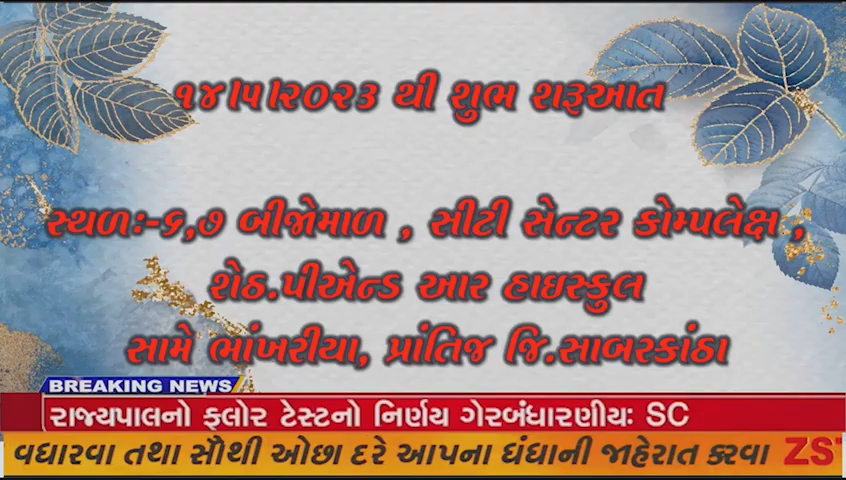 ૧૪।૫।૨૦૨૩ થી શુભ શરૂઆત
સ્થળઃ-૬,૭ બીજોમાળ , સીટી સેન્ટર કોમ્પલેક્ષ ,
શેઠ.પીએન્ડ આર હાઇસ્કુલ
સામે ભાંખરીયા, પ્રાંતિજ જિ.સાબરકાંઠા
BREAKING NEWS
રાજ્યપાલનો ફ્લોર ટેસ્ટનો નિર્ણય ગેરબંધારણીયઃ SC
વધારવા તથા સૌથી ઓછા દરે આપના ધંધાની જાહેરાત કરવા